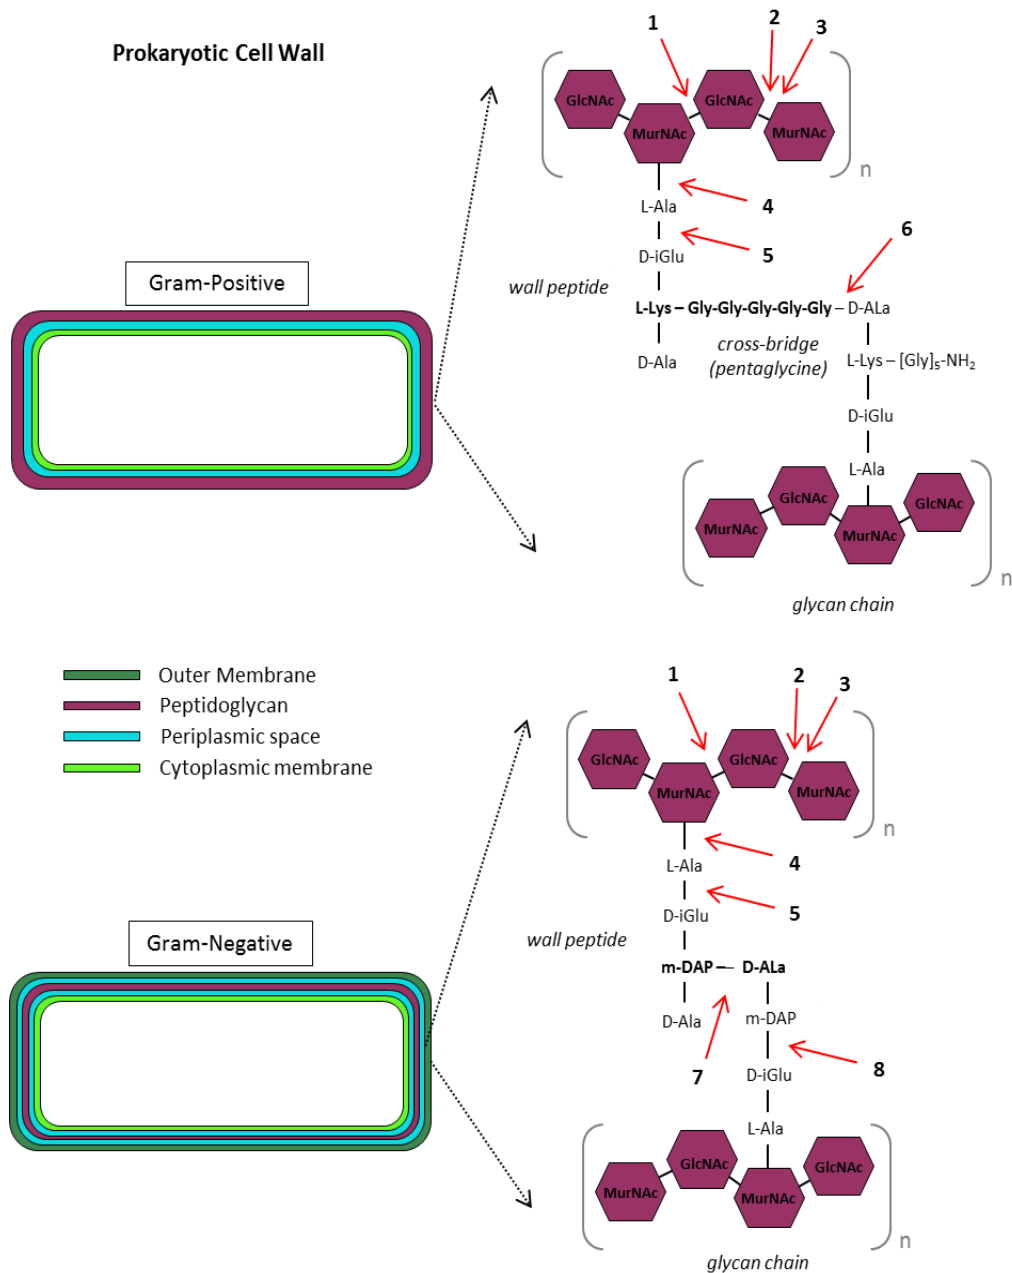 Prokaryotic Cell Wall
1 2 3
GlcNAc GlcNAc
MurNAc MurNAc
n
L-Ala 4
D-iGlu 5 6
wall peptide
Gram-Positive
L-Lys – Gly-Gly-Gly-Gly-Gly – D-ALa
cross-bridge
(pentaglycine)
D-Ala L-Lys – [Gly]5-NH2
D-iGlu
L-Ala
GlcNAc GlcNAc
MurNAc MurNAc
n
glycan chain
Outer Membrane
Peptidoglycan
Periplasmic space
Cytoplasmic membrane
1 2 3
GlcNAc GlcNAc
MurNAc MurNAc
n
L-Ala 4
D-iGlu 5
wall peptide
Gram-Negative
m-DAP – D-ALa
D-Ala m-DAP
7 8
D-iGlu
L-Ala
GlcNAc GlcNAc
MurNAc MurNAc
n
glycan chain